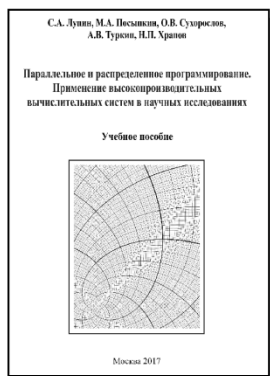 С.А. Лупин, М.А. Посыпкин, О.В. Сухорослов,
А.В. Туркин, Н.П. Храпов
Параллельное и распределенное программирование.
Применение высокопроизводительных
вычислительных систем в научных исследованиях
Учебное пособие
Москва 2017